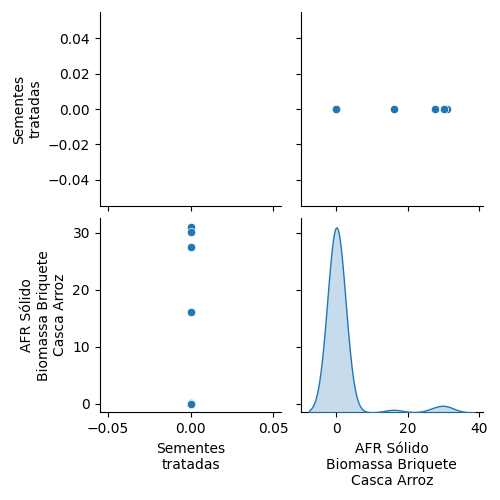 0.04
0.02
0.00
−0.02
−0.04
Sementes
tratadas
30
20
10
0
AFR Sólido
Biomassa Briquete
Casca Arroz
−0.05
0.00
0.05
Sementes
tratadas
0
20
40
AFR Sólido
Biomassa Briquete
Casca Arroz